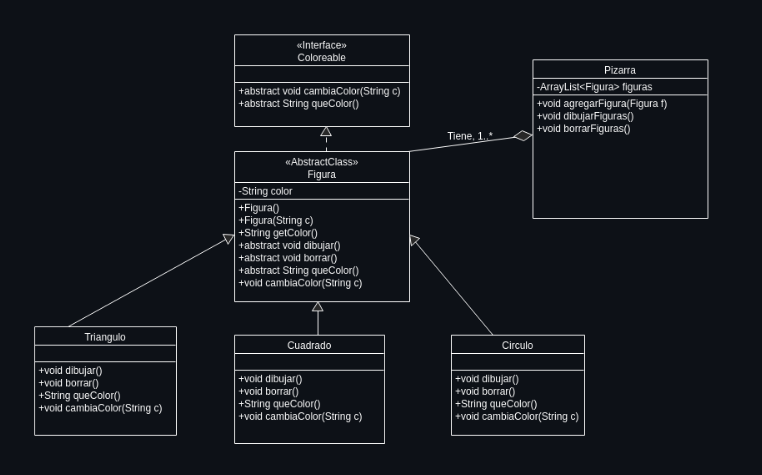 «Interface»
Coloreable
+abstract void cambiaColor(String c)
+abstract String queColor()
Pizarra
-ArrayList<Figura> figuras
+void agregarFigura(Figura f)
+void dibujarFiguras()
+void borrarFiguras()
Tiene, 1..*
«AbstractClass»
Figura
-String color
+Figura()
+Figura(String c)
+String getColor()
+abstract void dibujar()
+abstract void borrar()
+abstract String queColor()
+void cambiaColor(String c)
Triangulo
+void dibujar()
+void borrar()
+String queColor()
+void cambiaColor(String c)
Cuadrado
+void dibujar()
+void borrar()
+String queColor()
+void cambiaColor(String c)
Circulo
+void dibujar()
+void borrar()
+String queColor()
+void cambiaColor(String c)